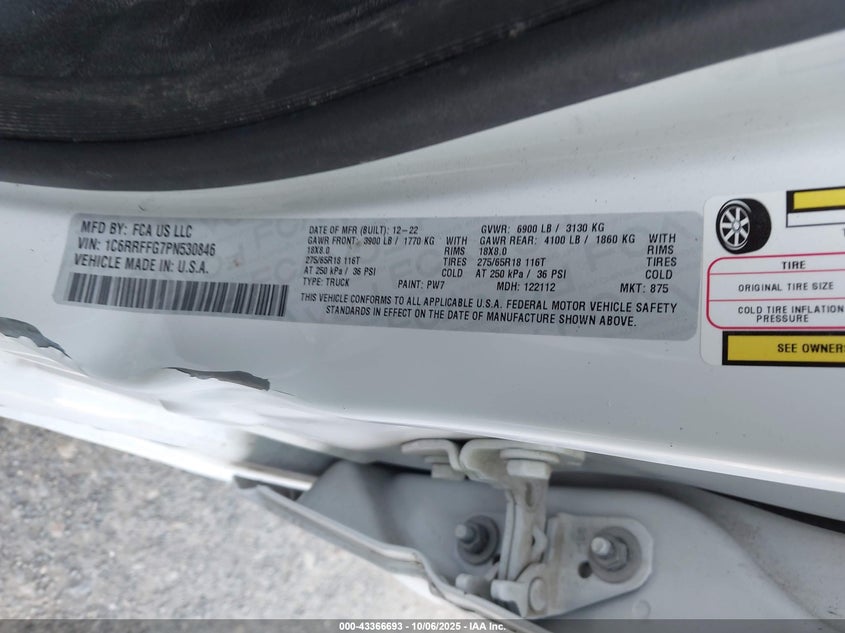 MFD BY: FCA US LLC
VIN: 1C6RRFFG7PN530846
VEHICLE MADE IN U.S.A.
DATE OF MFR (BUILT): 12-22
GVWR: 6900 LB / 3130 KG
GAWR FRONT: 3900 LB / 1770 KG WITH
GAWR REAR: 4100 LB / 1860 KG WITH
18X8.0 RIMS
18X8.0 RIMS
275/65R18 116T TIRES
275/65R18 116T TIRES
AT 250 kPa / 36 PSI COLD
AT 250 kPa / 36 PSI COLD
TYPE: TRUCK PAINT: PW7 MDH: 122112 MKT: 875
THIS VEHICLE CONFORMS TO ALL APPLICABLE U.S.A. FEDERAL MOTOR VEHICLE SAFETY
STANDARDS IN EFFECT ON THE DATE OF MANUFACTURE SHOWN ABOVE.
TIRE
ORIGINAL TIRE SIZE
COLD TIRE INFLATION
PRESSURE
SEE OWNER
000-43366693 - 10/06/2025 - IAA Inc.